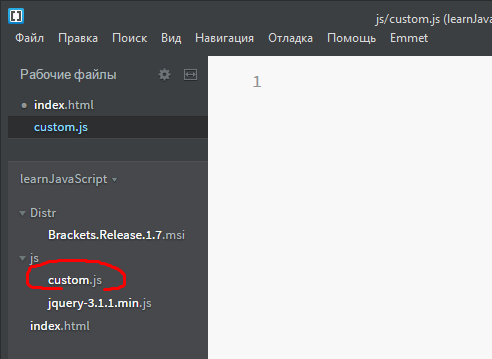 js/custom.js (learnJava
Файл Правка Поиск Вид Навигация Отладка Помощь Emmet
Рабочие файлы
index.html
custom.js
1
learnJavaScript
Distr
Brackets.Release.1.7.msi
js
custom.js
jquery-3.1.1.min.js
index.html